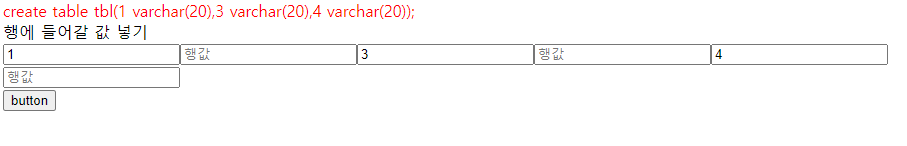 create table tbl(1 varchar(20),3 varchar(20),4 varchar(20));
행에 들어갈 값 넣기
1 행값 3 행값 4
행값
button